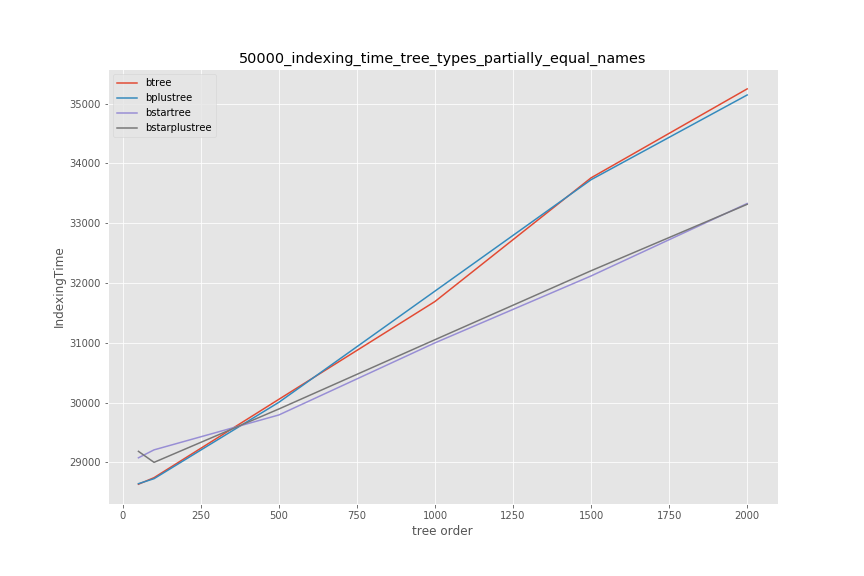 50000_indexing_time_tree_types_partially_equal_names
btree
bplustree
bstartree
bstarplustree
35000
34000
33000
32000
31000
30000
29000
IndexingTime
0 250 500 750 1000 1250 1500 1750 2000
tree order